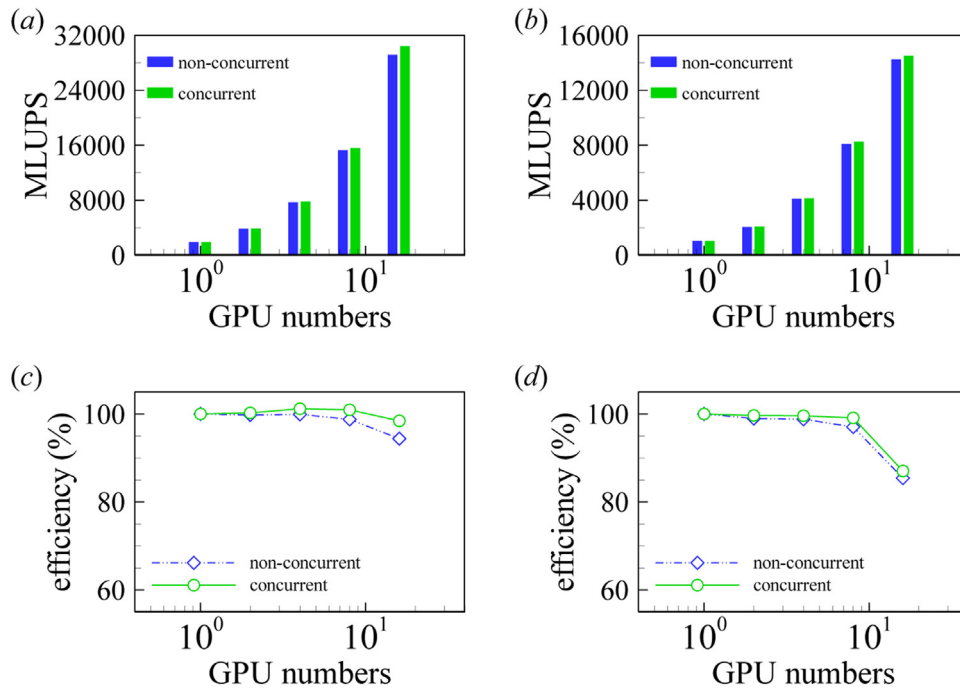 (a)
32000
24000
16000
8000
0
MLUPS
non-concurrent
concurrent
10^0
10^1
GPU numbers
(b)
16000
12000
8000
4000
0
MLUPS
non-concurrent
concurrent
10^0
10^1
GPU numbers
(c)
100
80
60
efficiency (%)
non-concurrent
concurrent
10^0
10^1
GPU numbers
(d)
100
80
60
efficiency (%)
non-concurrent
concurrent
10^0
10^1
GPU numbers